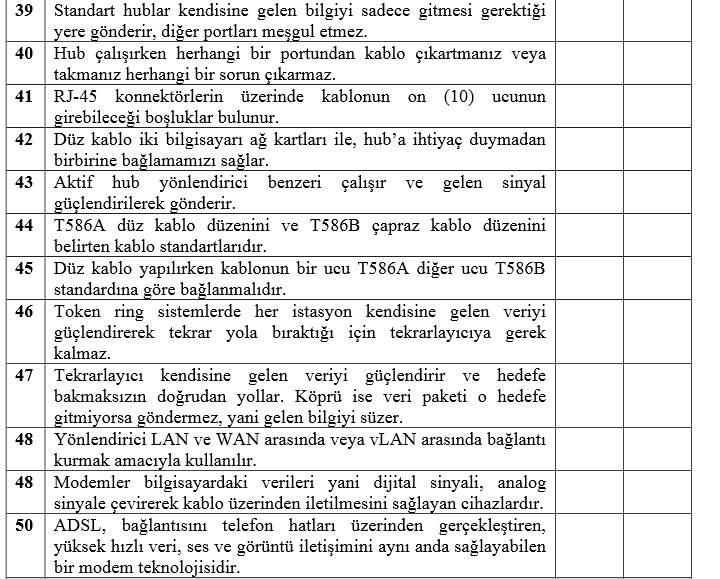 39 Standart hublar kendisine gelen bilgiyi sadece gitmesi gerektiği
yere gönderir, diğer portları meşgul etmez.
40 Hub çalışırken herhangi bir portundan kablo çıkartmanız veya
takmanız herhangi bir sorun çıkarmaz.
41 RJ-45 konnektörlerin üzerinde kablonun on (10) ucunun
girebileceği boşluklar bulunur.
42 Düz kablo iki bilgisayarı ağ kartları ile, hub’a ihtiyaç duymadan
birbirine bağlamamızı sağlar.
43 Aktif hub yönlendirici benzeri çalışır ve gelen sinyal
güçlendirilerek gönderir.
44 T586A düz kablo düzenini ve T586B çapraz kablo düzenini
belirten kablo standartlarıdır.
45 Düz kablo yapılırken kablonun bir ucu T586A diğer ucu T586B
standardına göre bağlanmalıdır.
46 Token ring sistemlerde her istasyon kendisine gelen veriyi
güçlendirerek tekrar yola bıraktığı için tekrarlayıcıya gerek
kalmaz.
47 Tekrarlayıcı kendisine gelen veriyi güçlendirir ve hedefe
bakmaksızın doğrudan yollar. Köprü ise veri paketi o hedefe
gitmiyorsa göndermez, yani gelen bilgiyi süzer.
48 Yönlendirici LAN ve WAN arasında veya vLAN arasında bağlantı
kurmak amacıyla kullanılır.
48 Modemler bilgisayardaki verileri yani dijital sinyali, analog
sinyale çevirerek kablo üzerinden iletilmesini sağlayan cihazlardır.
50 ADSL, bağlantısını telefon hatları üzerinden gerçekleştiren,
yüksek hızlı veri, ses ve görüntü iletişimini aynı anda sağlayabilen
bir modem teknolojisidir.